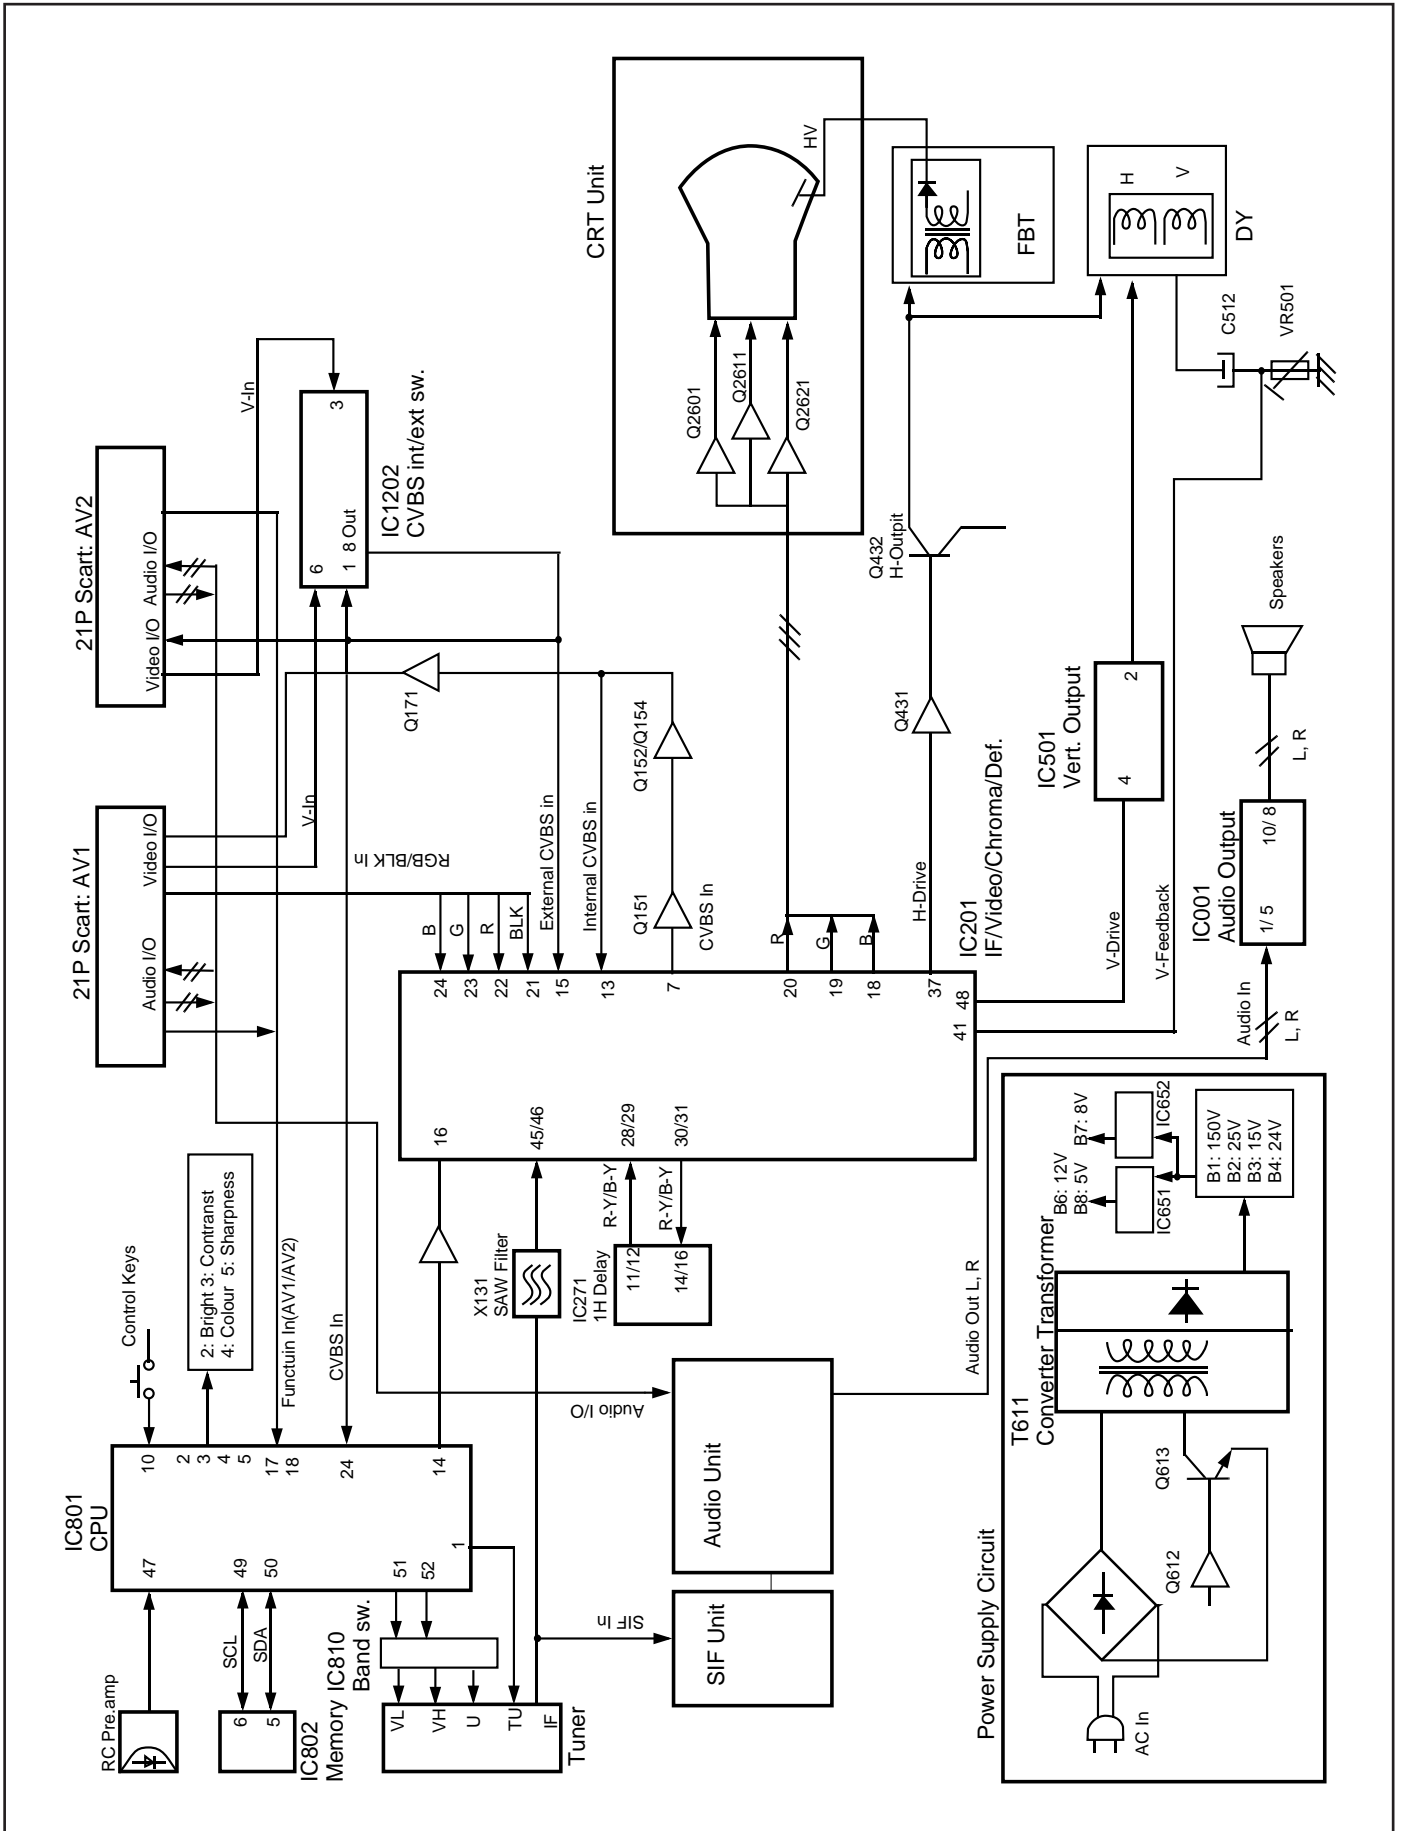 RC Pre.amp
47
IC801
CPU
10
Control Keys
2
3
4
5
2: Bright 3: Contranst
4: Colour 5: Sharpness
17
18
Functuin In(AV1/AV2)
24
CVBS In
14
49
50
SCL
SDA
6
5
IC802
Memory
51
52
1
IC810
Band sw.
VL
VH
U
TU
IF
Tuner
21P Scart: AV1
Audio I/O
Video I/O
21P Scart: AV2
Video I/O
Audio I/O
V-In
V-In
3
6
1
8 Out
IC1202
CVBS int/ext sw.
RGB/BLK In
B
G
R
BLK
External CVBS in
Internal CVBS in
Q171
Q152/Q154
Q151
CVBS In
24
23
22
21
15
13
7
20
19
18
37
48
41
16
45/46
28/29
30/31
IC201
IF/Video/Chroma/Def.
X131
SAW Filter
IC271
1H Delay
11/12
14/16
R-Y/B-Y
R-Y/B-Y
R
G
B
CRT Unit
Q2601
Q2611
Q2621
HV
FBT
H
V
DY
C512
VR501
Q432
H-Outpit
Q431
H-Drive
IC501
Vert. Output
4
2
V-Drive
V-Feedback
SIF In
SIF Unit
Audio Unit
Audio I/O
Audio Out L, R
Audio In
L, R
IC001
Audio Output
1/ 5
10/ 8
L, R
Speakers
Power Supply Circuit
AC In
Q612
Q613
T611
Converter Transformer
B6: 12V
B8: 5V
B7: 8V
IC651
IC652
B1: 150V
B2: 25V
B3: 15V
B4: 24V